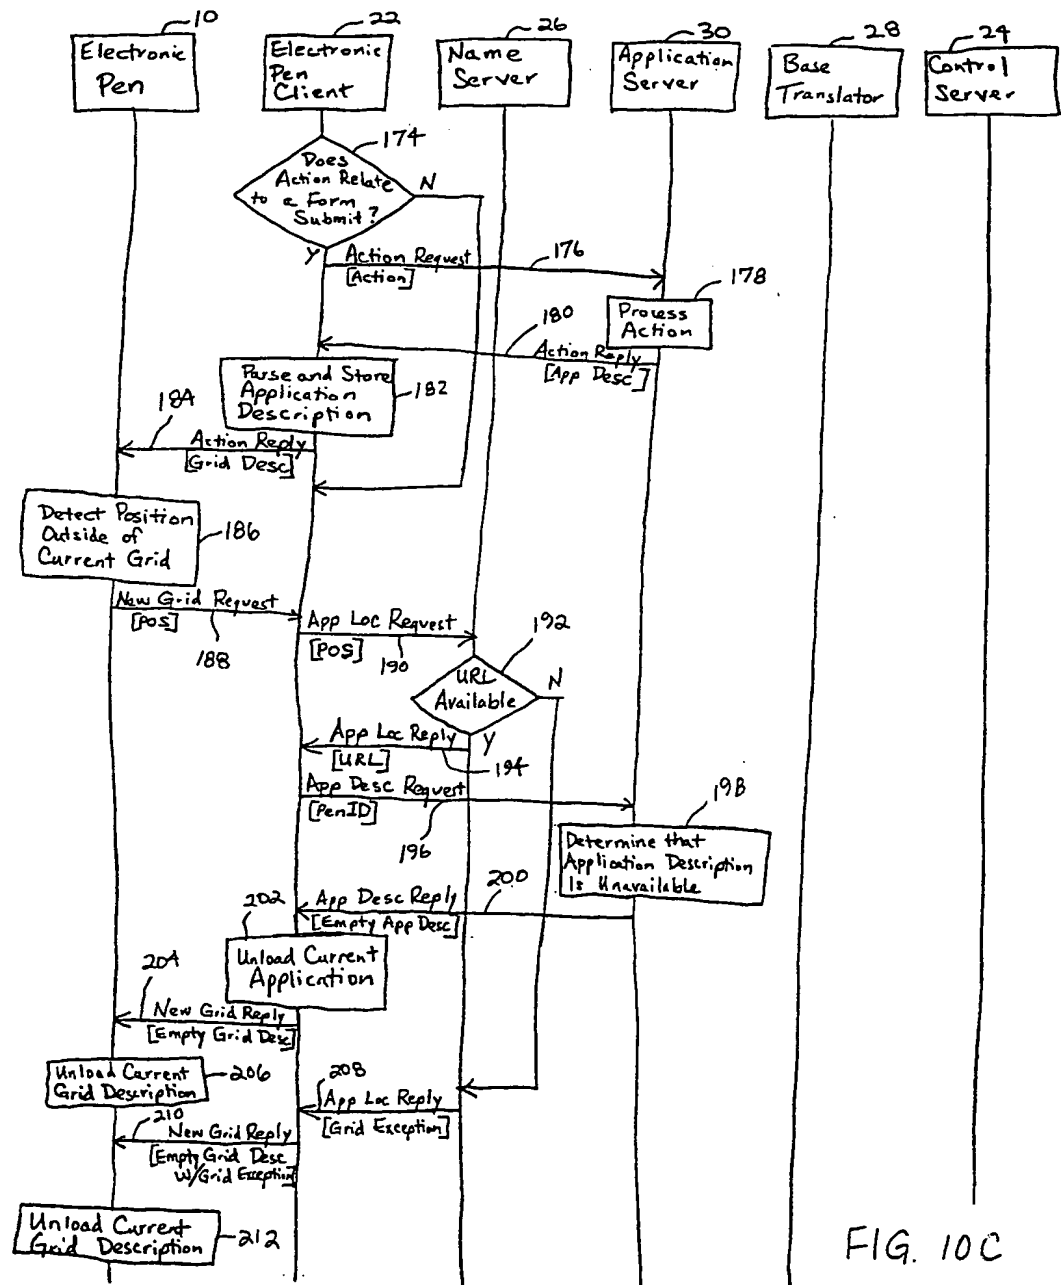 10
22
26
30
28
24
Electronic
Pen
Electronic
Pen
Client
Name
Server
Application
Server
Base
Translator
Control
Server
174
Does
Action Relate
to a Form
Submit?
N
Y
Action Request
[Action]
176
178
Process
Action
180
Action Reply
[App Desc]
Parse and Store
Application
Description
182
184
Action Reply
[Grid Desc]
Detect Position
Outside of
Current Grid
186
New Grid Request
[POS]
188
App Loc Request
[POS]
190
192
URL
Available
N
Y
App Loc Reply
[URL]
194
App Desc Request
[PenID]
196
198
Determine that
Application Description
Is Unavailable
200
App Desc Reply
[Empty App Desc]
202
Unload Current
Application
204
New Grid Reply
[Empty Grid Desc]
Unload Current
Grid Description
206
208
App Loc Reply
[Grid Exception]
210
New Grid Reply
[Empty Grid Desc
w/Grid Exception]
Unload Current
Grid Description
212
FIG. 10C